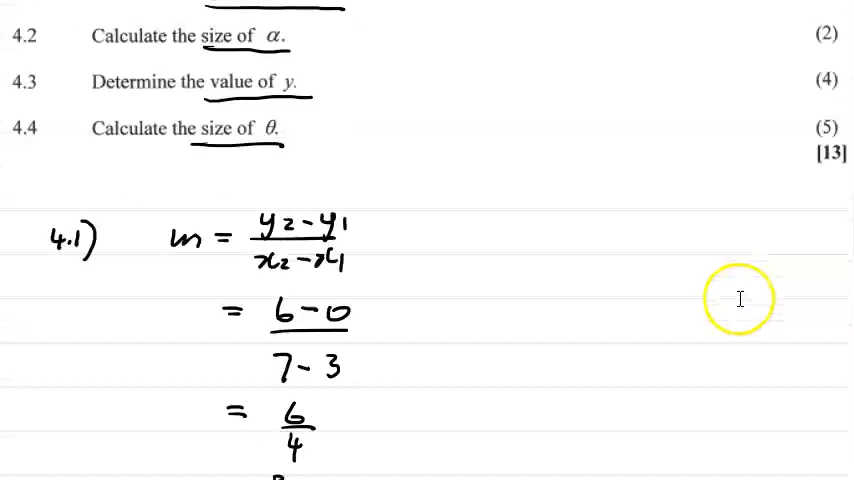 4.2 Calculate the size of α. (2)
4.3 Determine the value of y. (4)
4.4 Calculate the size of θ. (5)
[13]
4.1) m = y2 - y1
x2 - x1
= 6 - 0
7 - 3
= 6
4